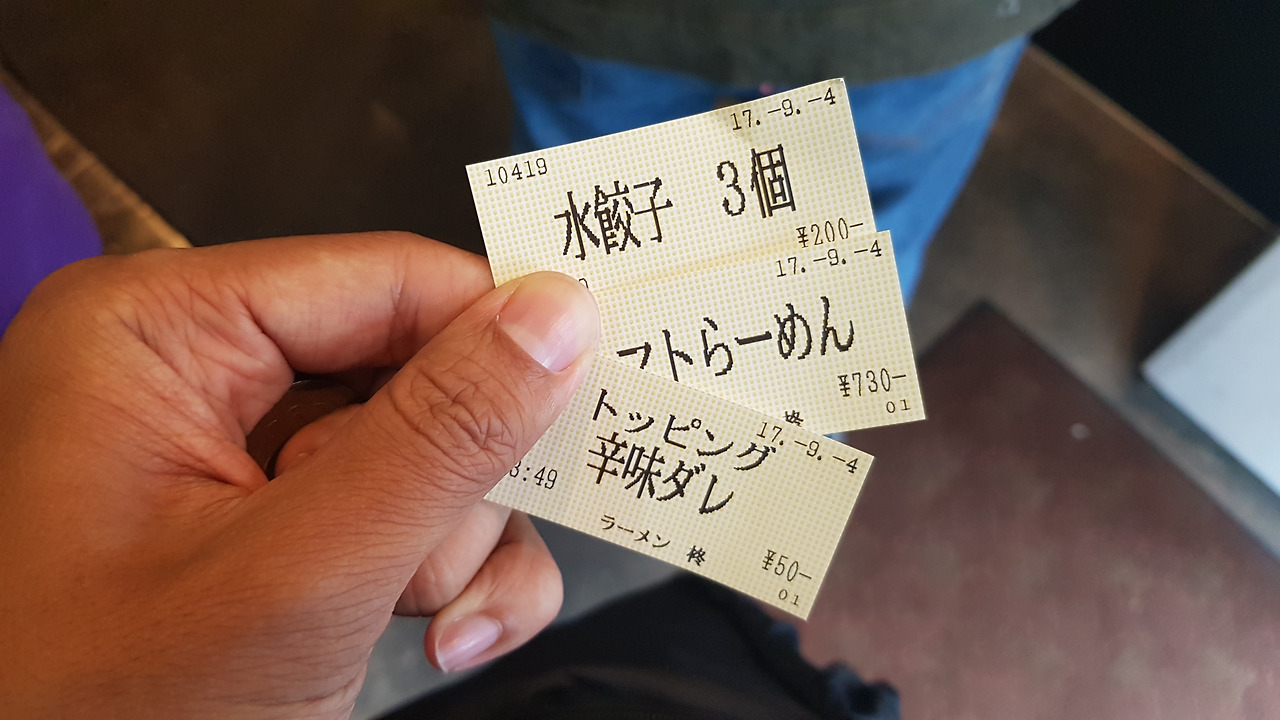 17.-9.-4
10419
水餃子 3個
¥200-
17.-9.-4
トらーめん
¥730-
柊 01
17.-9.-4
トッピング
辛味ダレ
:49
ラーメン 柊
¥50-
01